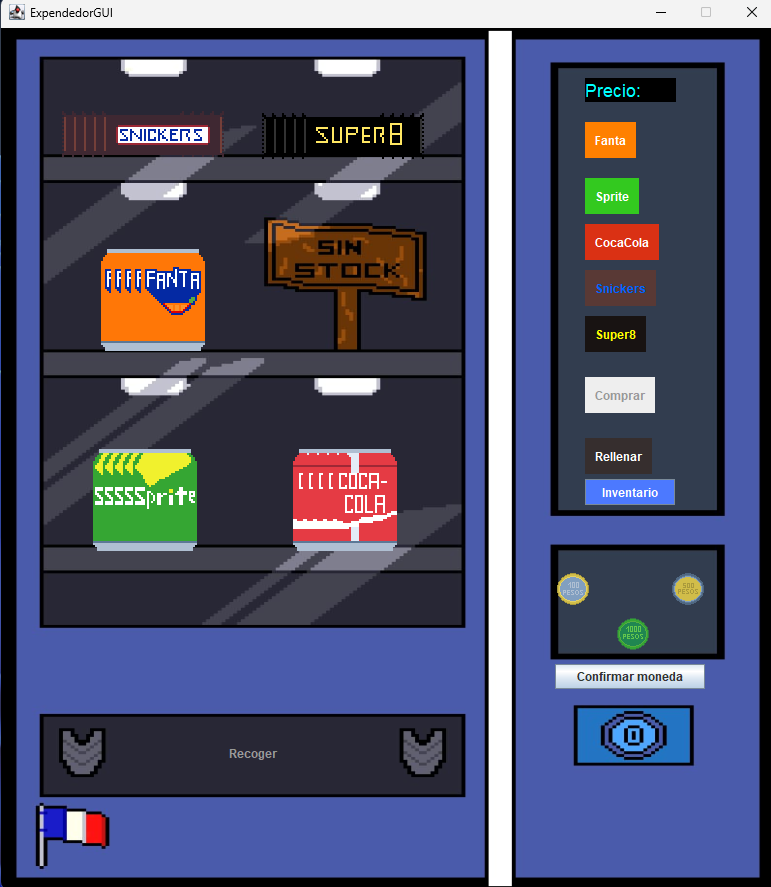 ExpendedorGUI
SNICKERS
SUPER8
FANTA
SIN
STOCK
SSSSSprite
COCA-
COLA
Precio:
Fanta
Sprite
CocaCola
Snickers
Super8
Comprar
Rellenar
Inventario
100
PESOS
500
PESOS
1000
PESOS
Confirmar moneda
Recoger